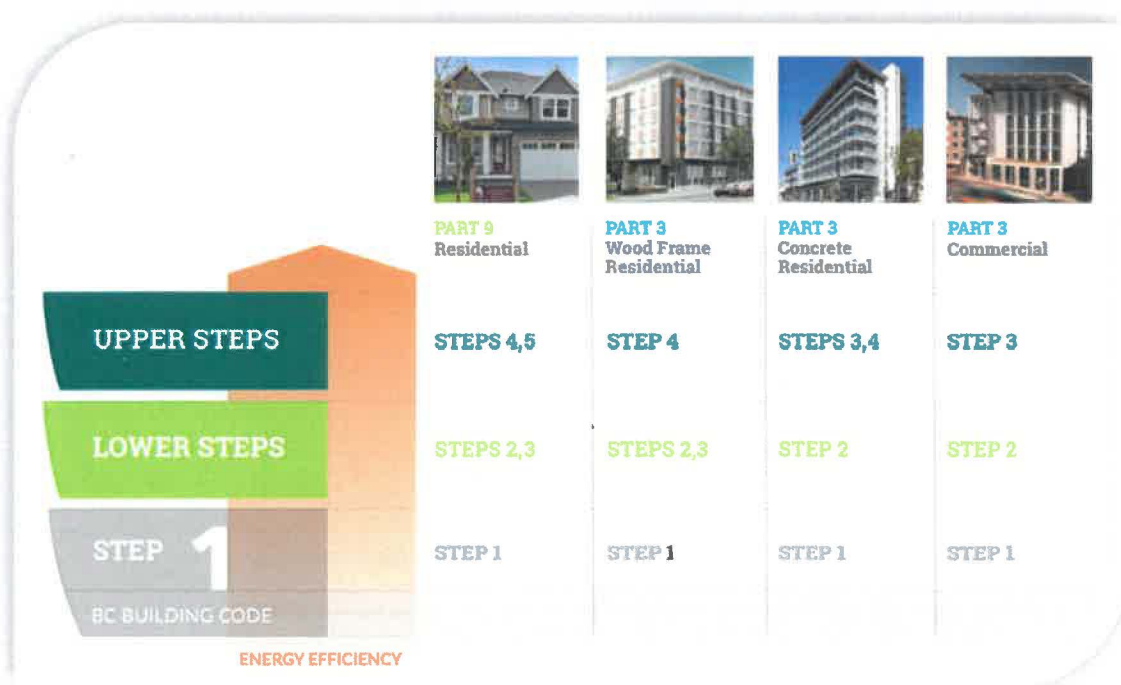 PART 9
Residential
PART 3
Wood Frame
Residential
PART 3
Concrete
Residential
PART 3
Commercial
UPPER STEPS
STEPS 4,5
STEP 4
STEPS 3,4
STEP 3
LOWER STEPS
STEPS 2,3
STEPS 2,3
STEP 2
STEP 2
STEP 1
BC BUILDING CODE
STEP 1
STEP 1
STEP 1
STEP 1
ENERGY EFFICIENCY